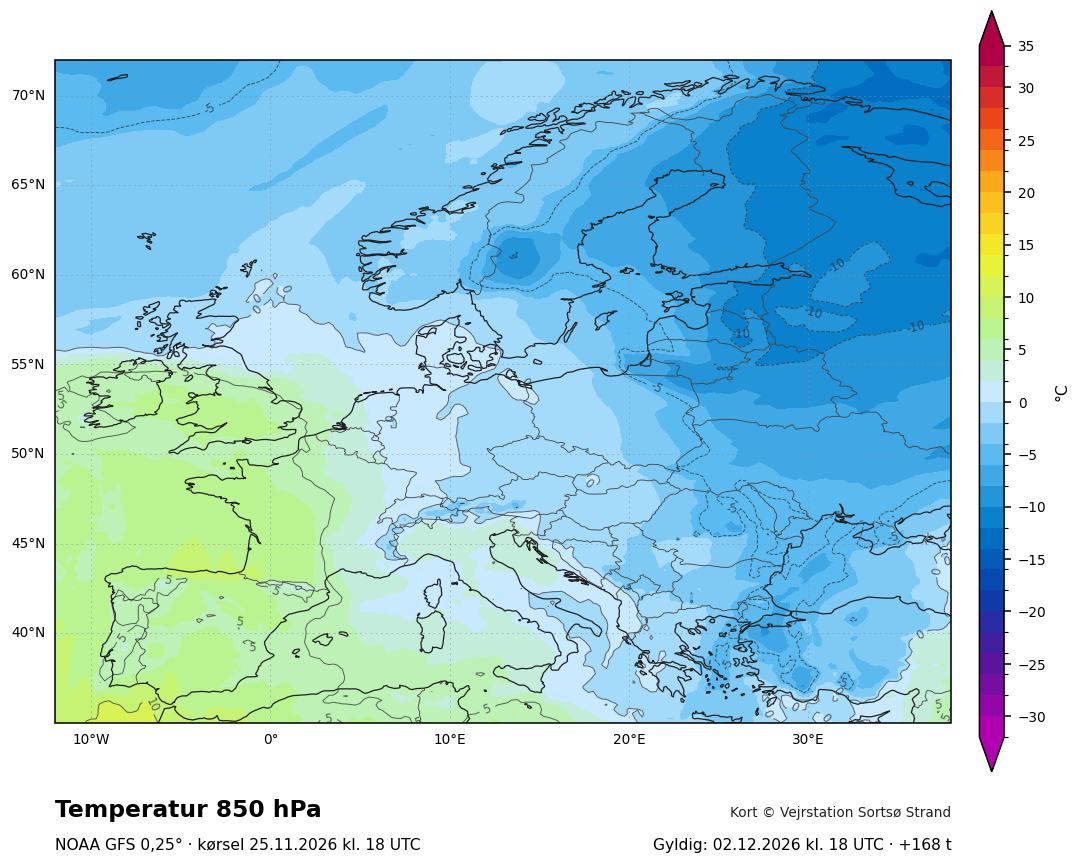 70°N
65°N
60°N
55°N
50°N
45°N
40°N
10°W
0°
10°E
20°E
30°E
35
30
25
20
15
10
5
0
−5
−10
−15
−20
−25
−30
°C
Temperatur 850 hPa
Kort © Vejrstation Sortsø Strand
NOAA GFS 0,25° · kørsel 25.11.2026 kl. 18 UTC
Gyldig: 02.12.2026 kl. 18 UTC · +168 t